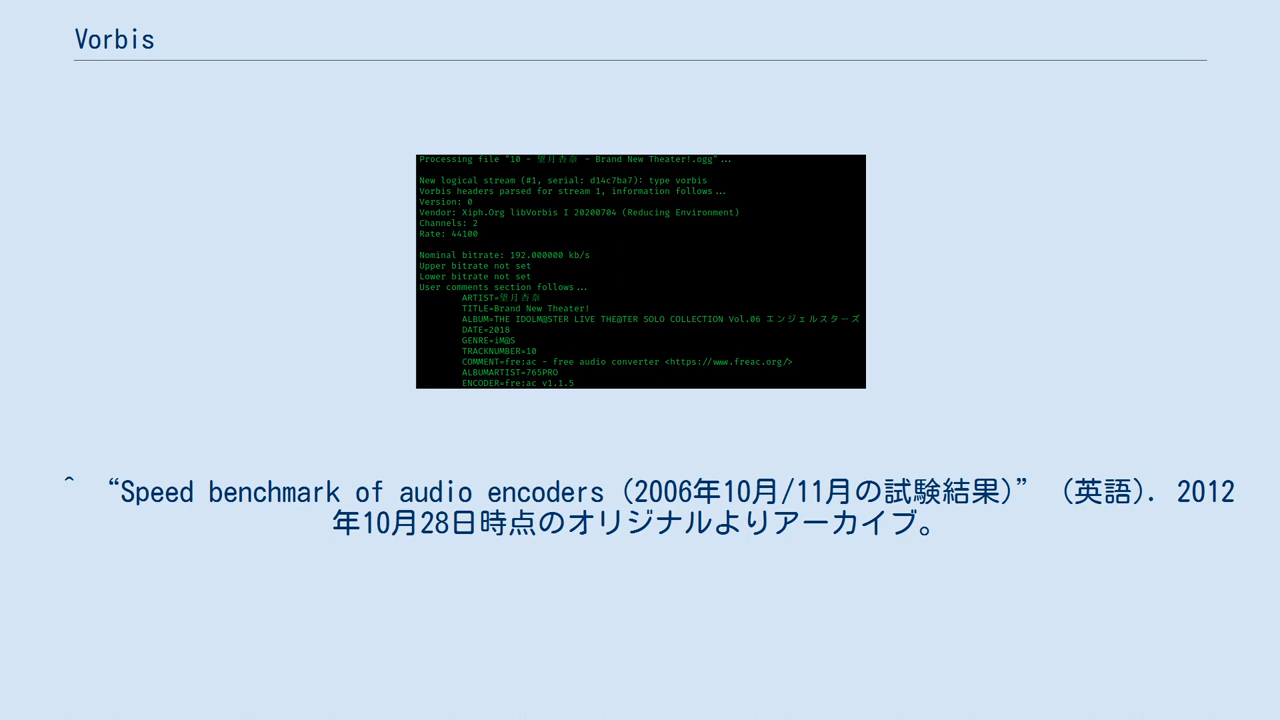 Vorbis
Processing file "10 - 望月杏奈 - Brand New Theater!.ogg"...
New logical stream (#1, serial: d14c7ba7): type vorbis
Vorbis headers parsed for stream 1, information follows...
Version: 0
Vendor: Xiph.Org libVorbis I 20200704 (Reducing Environment)
Channels: 2
Rate: 44100
Nominal bitrate: 192.000000 kb/s
Upper bitrate not set
Lower bitrate not set
User comments section follows...
ARTIST=望月杏奈
TITLE=Brand New Theater!
ALBUM=THE IDOLM@STER LIVE THE@TER SOLO COLLECTION Vol.06 エンジェルスターズ
DATE=2018
GENRE=iM@S
TRACKNUMBER=10
COMMENT=fre:ac - free audio converter <https://www.freac.org/>
ALBUMARTIST=765PRO
ENCODER=fre:ac v1.1.5
^ “Speed benchmark of audio encoders (2006年10月/11月の試験結果)” (英語). 2012
年10月28日時点のオリジナルよりアーカイブ。